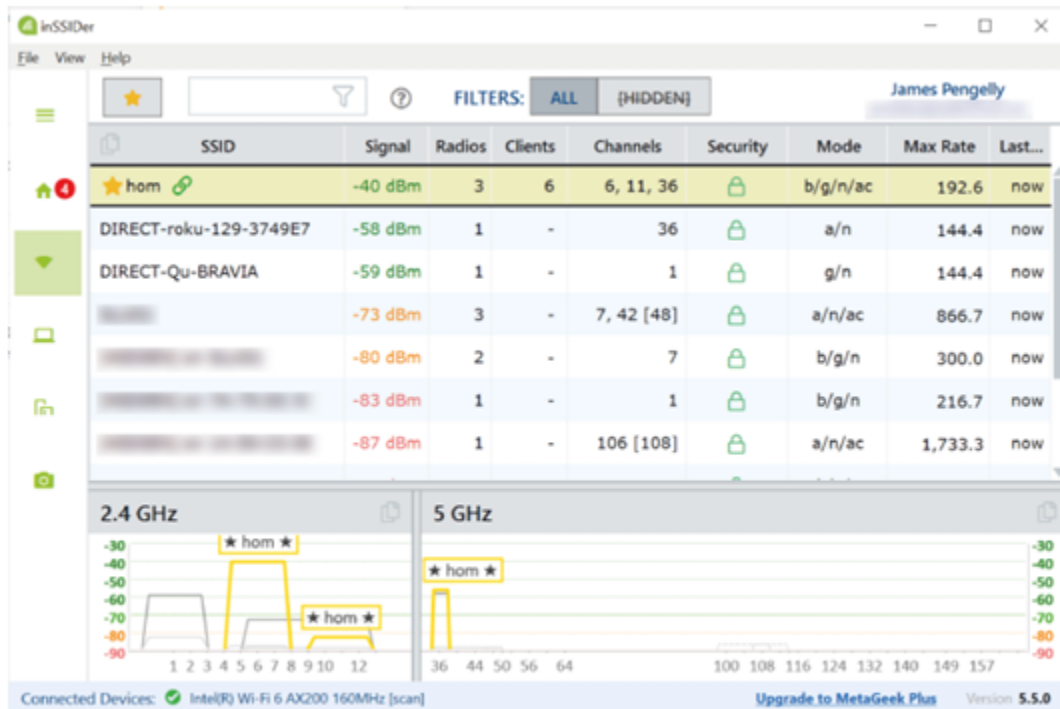 inSSIDer
File View Help
FILTERS: ALL [HIDDEN] James Pengelly
SSID Signal Radios Clients Channels Security Mode Max Rate Last...
4
hom -40 dBm 3 6 6, 11, 36 b/g/n/ac 192.6 now
DIRECT-roku-129-3749E7 -58 dBm 1 - 36 a/n 144.4 now
DIRECT-Qu-BRAVIA -59 dBm 1 - 1 g/n 144.4 now
-73 dBm 3 - 7, 42 [48] a/n/ac 866.7 now
-80 dBm 2 - 7 b/g/n 300.0 now
-83 dBm 1 - 1 b/g/n 216.7 now
-87 dBm 1 - 106 [108] a/n/ac 1,733.3 now
2.4 GHz 5 GHz
-30 ★ hom ★ -30
-40 ★ hom ★ -40
-50 -50
-60 -60
-70 ★ hom ★ -70
-80 -80
-90 -90
1 2 3 4 5 6 7 8 9 10 12 36 44 50 56 64 100 108 116 124 132 140 149 157
Connected Devices: Intel(R) Wi-Fi 6 AX200 160MHz [scan] Upgrade to MetaGeek Plus Version 5.5.0